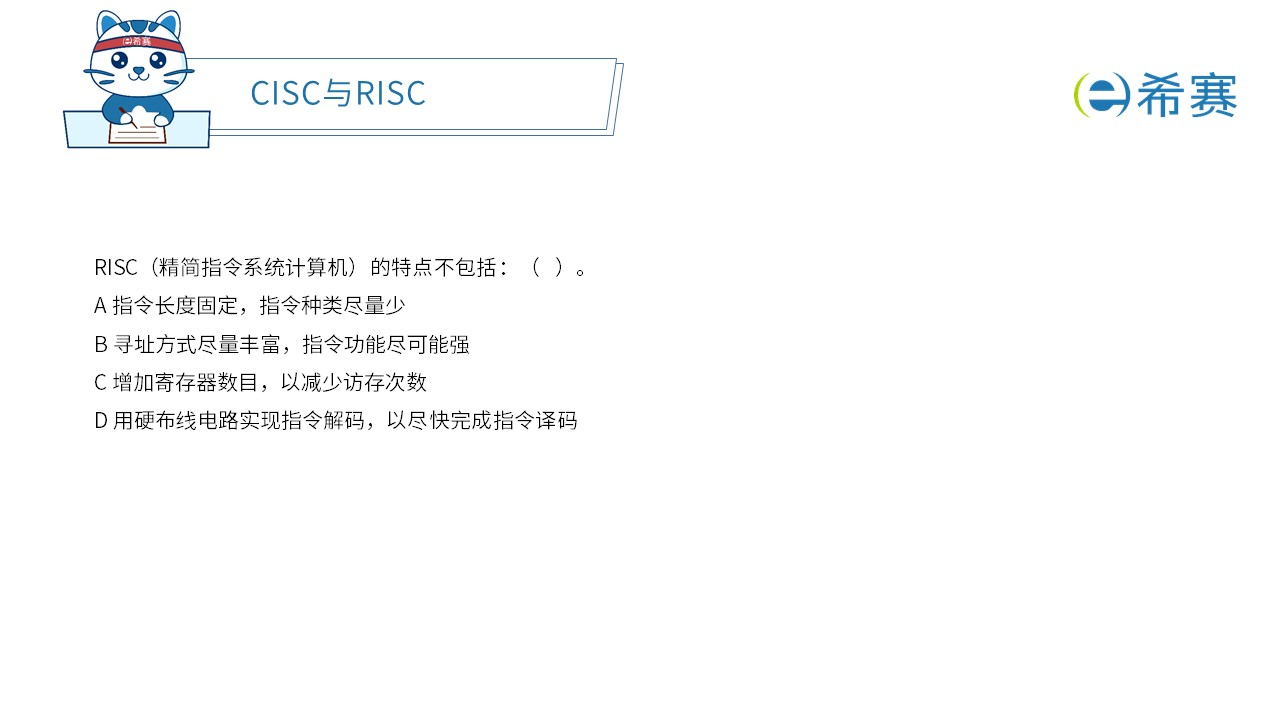 希赛
CISC与RISC
希赛
RISC（精简指令系统计算机）的特点不包括：（ ）。
A 指令长度固定，指令种类尽量少
B 寻址方式尽量丰富，指令功能尽可能强
C 增加寄存器数目，以减少访存次数
D 用硬布线电路实现指令解码，以尽快完成指令译码